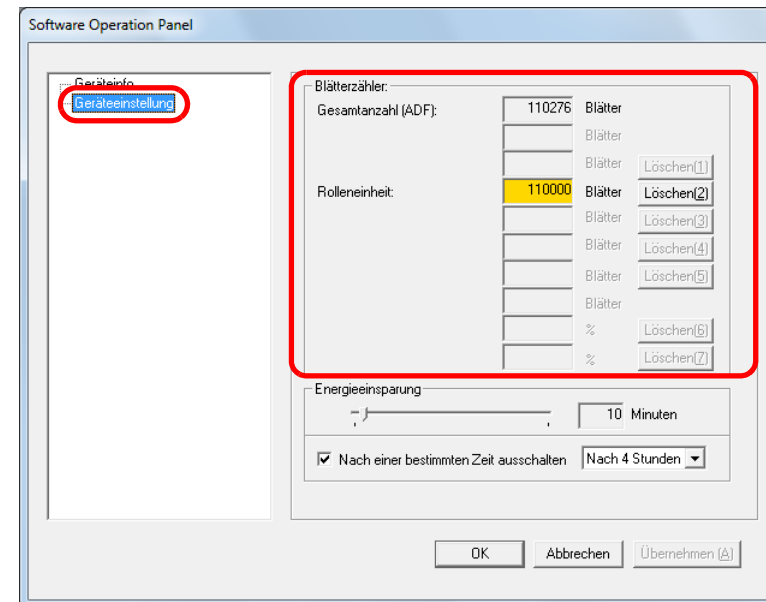 Software Operation Panel
Geräteinfo
Geräteeinstellung
Blätterzähler:
Gesamtanzahl (ADF): 110276 Blätter
Blätter
Blätter Löschen(1)
Rolleneinheit: 110000 Blätter Löschen(2)
Blätter Löschen(3)
Blätter Löschen(4)
Blätter Löschen(5)
Blätter
% Löschen(6)
% Löschen(7)
Energieeinsparung
10 Minuten
Nach einer bestimmten Zeit ausschalten Nach 4 Stunden
OK Abbrechen Übernehmen (A)